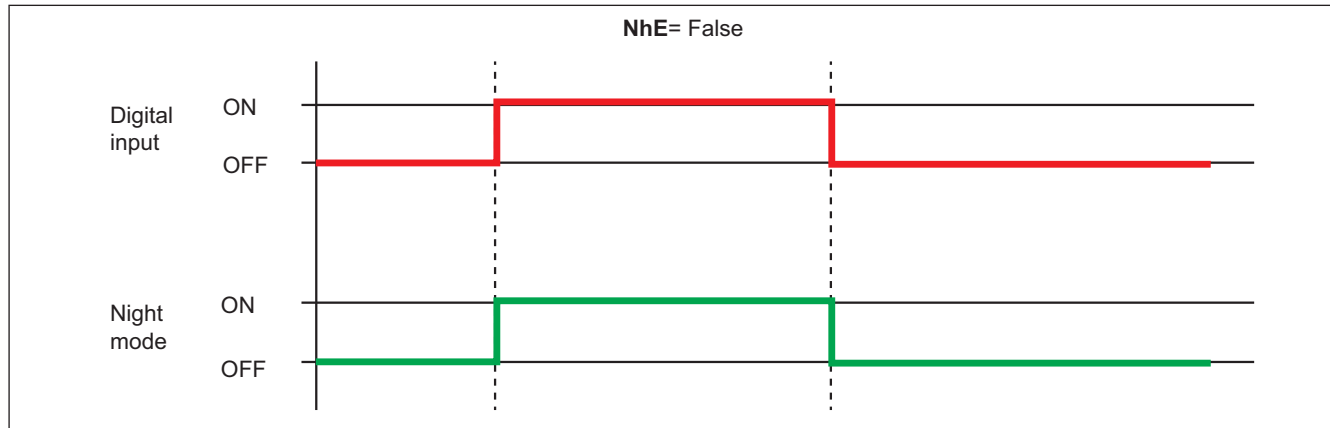 NhE= False
Digital
input
ON
OFF
Night
mode
ON
OFF